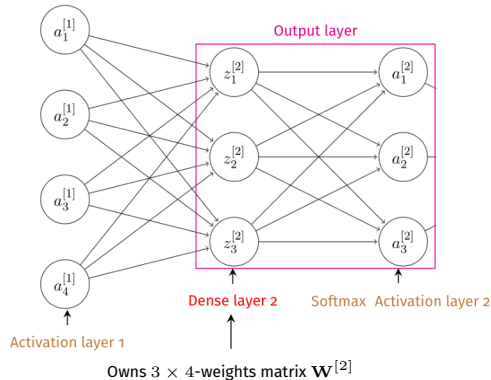 Output layer
a_1^{[1]} z_1^{[2]} a_1^{[2]}
a_2^{[1]} z_2^{[2]} a_2^{[2]}
a_3^{[1]} z_3^{[2]} a_3^{[2]}
a_4^{[1]}
Dense layer 2 Softmax Activation layer 2
Activation layer 1
Owns 3 × 4-weights matrix W^{[2]}